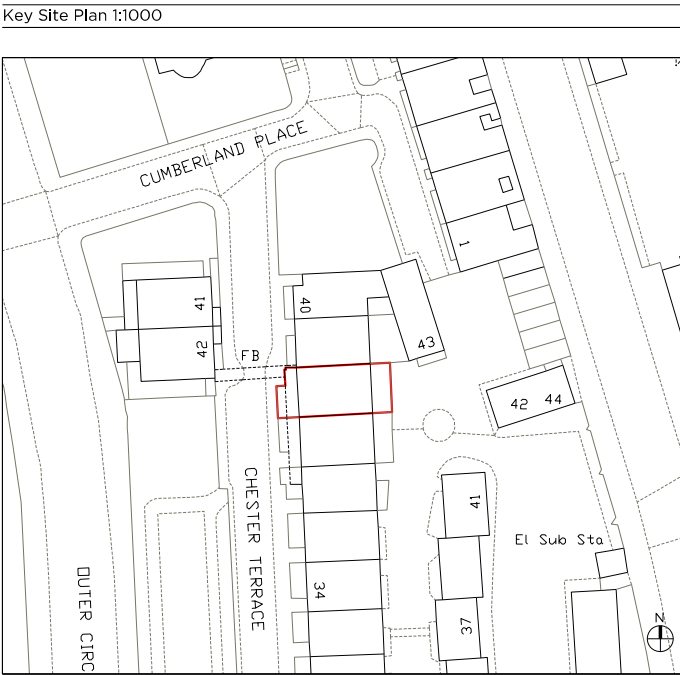 Key Site Plan 1:1000
CUMBERLAND PLACE
1
41
40
42
FB
43
42 44
CHESTER TERRACE
41
El Sub Sta
OUTER CIRC
34
37
N